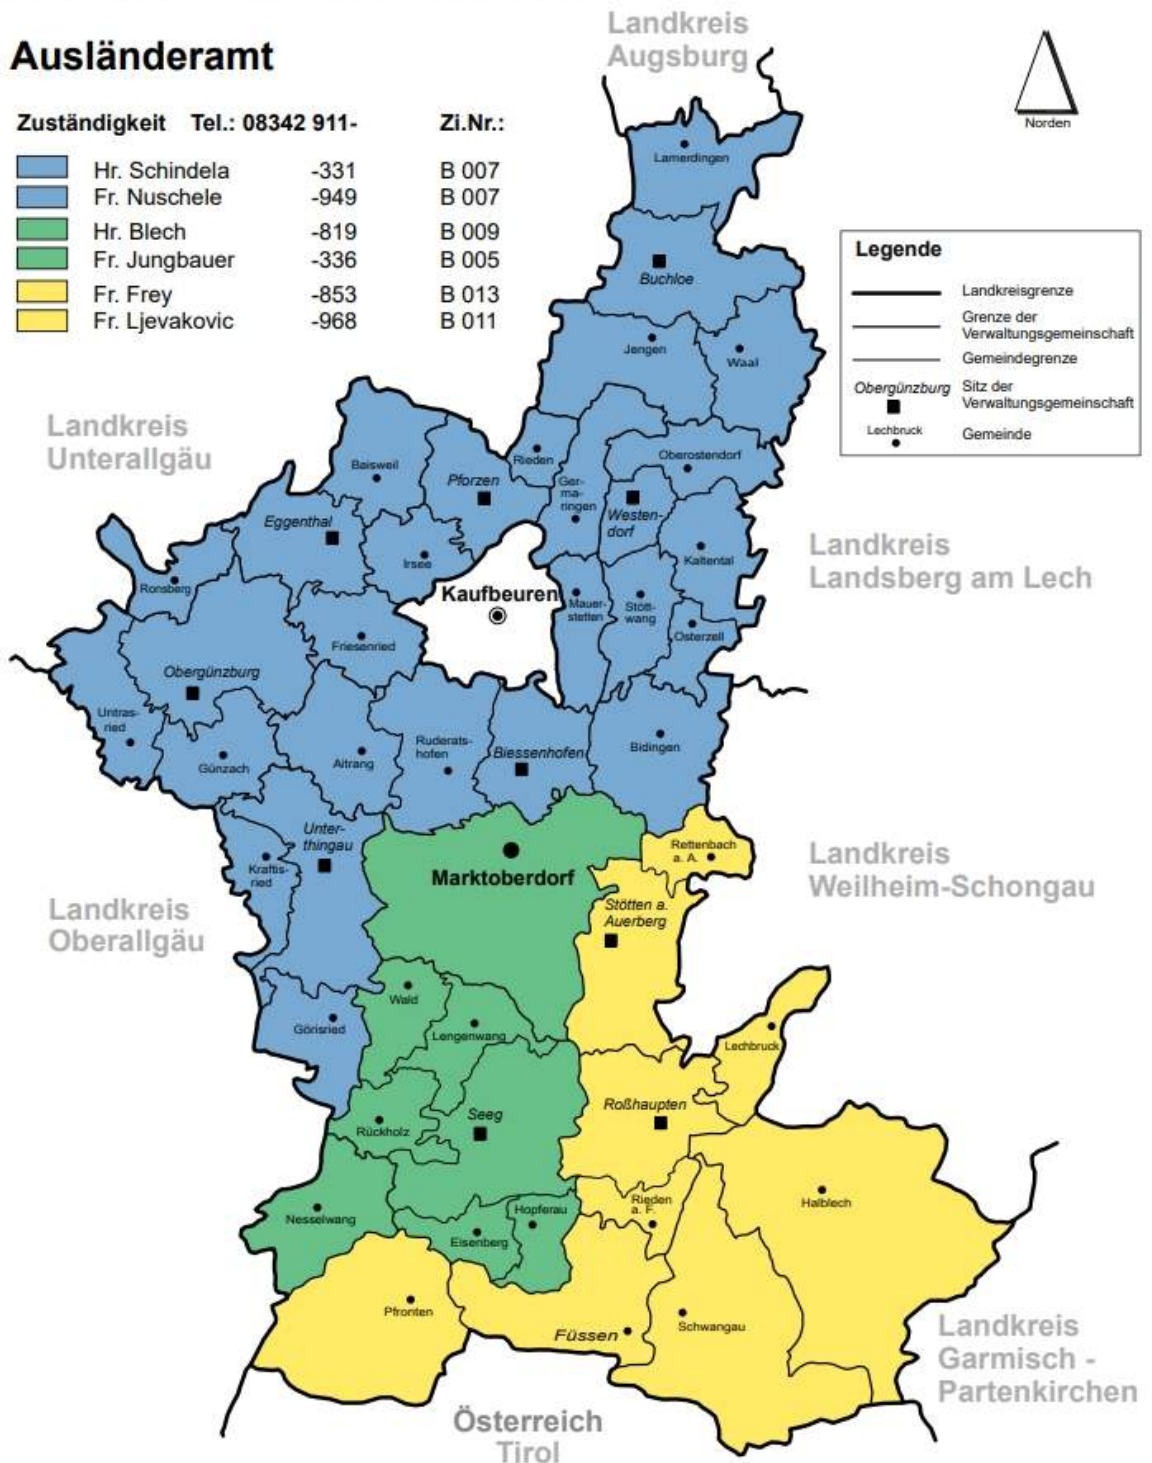 Landkreis
Augsburg
Ausländeramt
Norden
Zuständigkeit Tel.: 08342 911- Zi.Nr.:
Hr. Schindela -331 B 007
Fr. Nuschele -949 B 007
Hr. Blech -819 B 009
Fr. Jungbauer -336 B 005
Fr. Frey -853 B 013
Fr. Ljevakovic -968 B 011
Legende
Landkreisgrenze
Grenze der
Verwaltungsgemeinschaft
Gemeindegrenze
Obergünzburg Sitz der
Verwaltungsgemeinschaft
Lechbruck
Gemeinde
Lamerdingen
Buchloe
Jengen
Waal
Landkreis
Unterallgäu
Rieden
Oberostendorf
Baisweil
Pforzen
Ger-
ma-
ringen
Westen-
dorf
Eggenthal
Irsee
Kaltental
Landkreis
Landsberg am Lech
Ronsberg
Kaufbeuren
Mauer-
stetten
Stött-
wang
Osterzell
Friesenried
Obergünzburg
Untras-
ried
Günzach
Aitrang
Ruderats-
hofen
Biessenhofen
Bidingen
Unter-
thingau
Kraftis-
ried
Marktoberdorf
Rettenbach
a. A.
Landkreis
Weilheim-Schongau
Stötten a.
Auerberg
Landkreis
Oberallgäu
Wald
Görisried
Lengenwang
Lechbruck
Roßhaupten
Seeg
Rückholz
Rieden
a. F.
Halblech
Nesselwang
Hopferau
Eisenberg
Pfronten
Füssen
Schwangau
Landkreis
Garmisch -
Partenkirchen
Österreich
Tirol